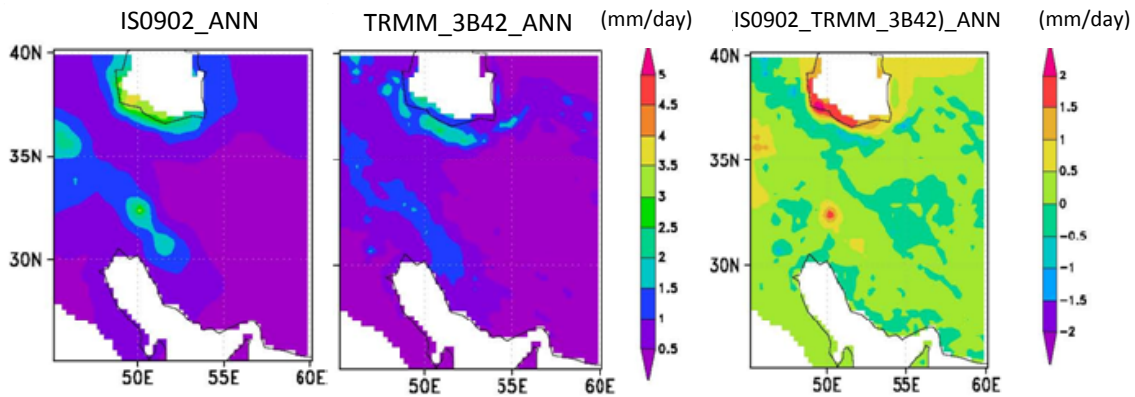 IS0902_ANN
TRMM_3B42_ANN
(mm/day)
IS0902_TRMM_3B42)_ANN
(mm/day)
40N
35N
30N
50E
55E
60E
50E
55E
60E
5
4.5
4
3.5
3
2.5
2
1.5
1
0.5
40N
35N
30N
50E
55E
60E
2
1.5
1
0.5
0
−0.5
−1
−1.5
−2